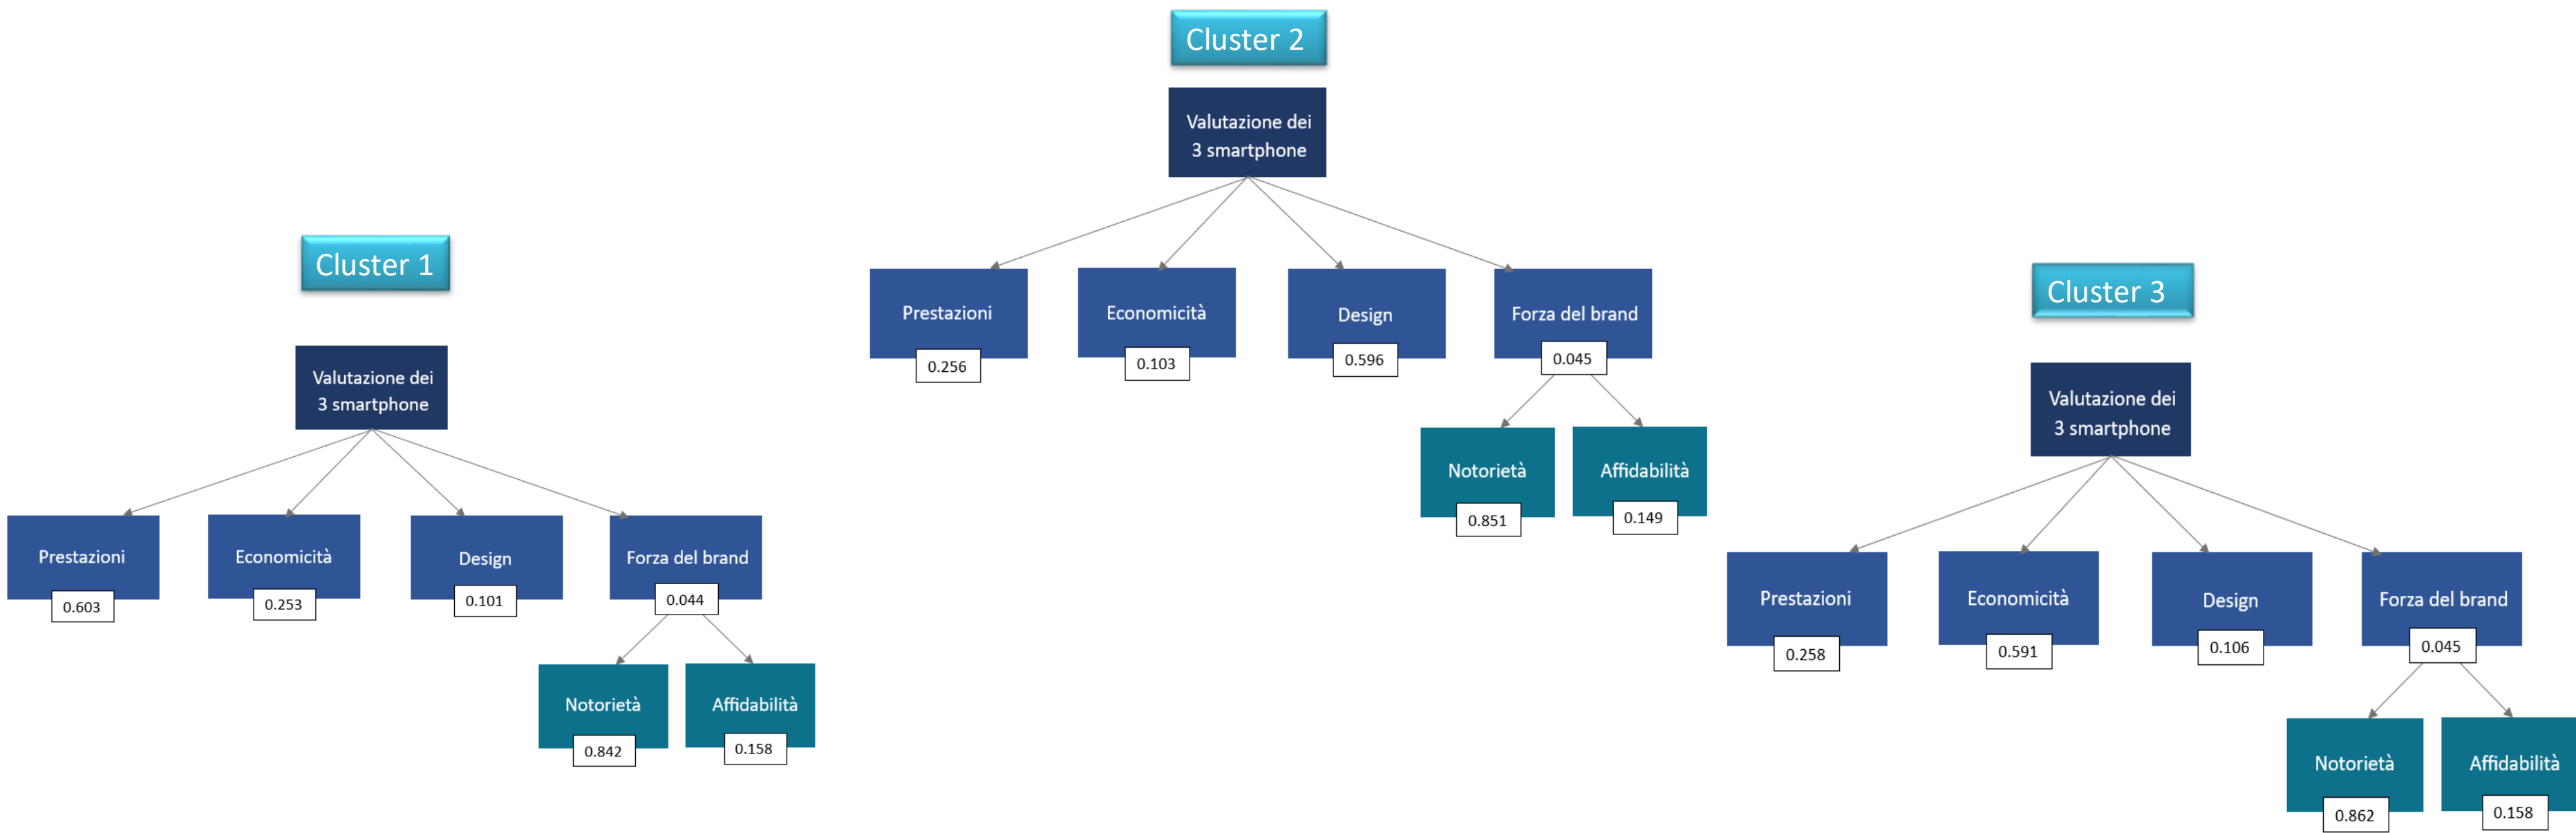 Cluster 1
Valutazione dei
3 smartphone
Prestazioni
Economicità
Design
Forza del brand
0.603
0.253
0.101
0.044
Notorietà
Affidabilità
0.842
0.158
Cluster 2
Valutazione dei
3 smartphone
Prestazioni
Economicità
Design
Forza del brand
0.256
0.103
0.596
0.045
Notorietà
Affidabilità
0.851
0.149
Cluster 3
Valutazione dei
3 smartphone
Prestazioni
Economicità
Design
Forza del brand
0.258
0.591
0.106
0.045
Notorietà
Affidabilità
0.862
0.158